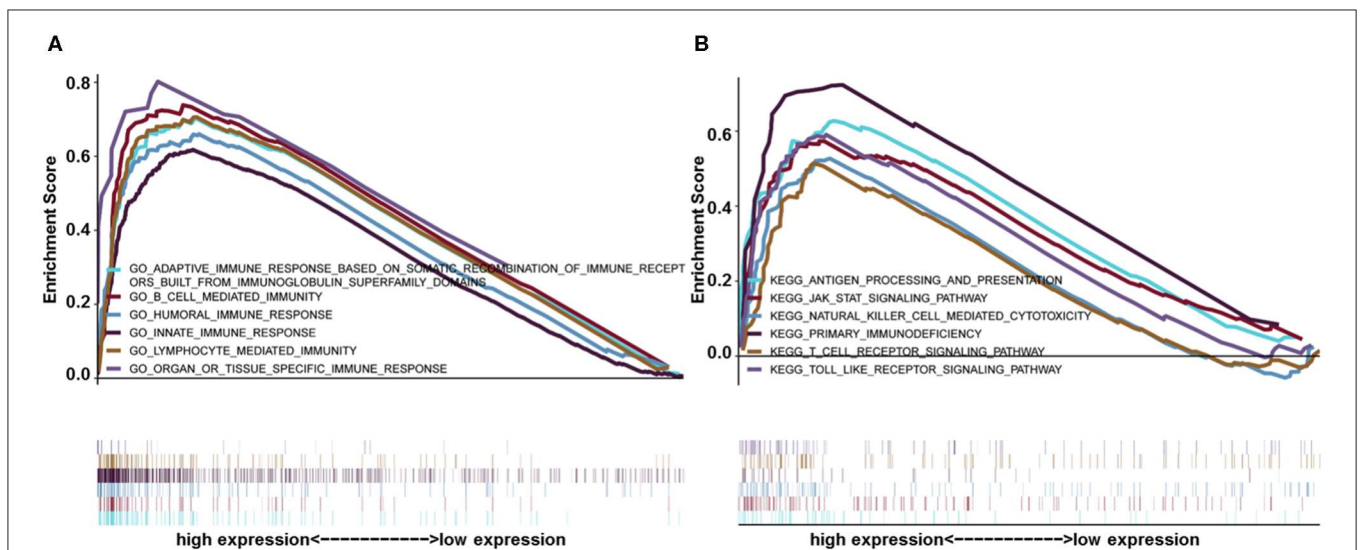 A
B
Enrichment Score
0.8
0.6
0.4
0.2
0.0
GO_ADAPTIVE_IMMUNE_RESPONSE_BASED_ON_SOMATIC_RECOMBINATION_OF_IMMUNE_RECEPT
ORS_BUILT_FROM_IMMUNOGLOBULIN_SUPERFAMILY_DOMAINS
GO_B_CELL_MEDIATED_IMMUNITY
GO_HUMORAL_IMMUNE_RESPONSE
GO_INNATE_IMMUNE_RESPONSE
GO_LYMPHOCYTE_MEDIATED_IMMUNITY
GO_ORGAN_OR_TISSUE_SPECIFIC_IMMUNE_RESPONSE
high expression<----------->low expression
Enrichment Score
0.6
0.4
0.2
0.0
KEGG_ANTIGEN_PROCESSING_AND_PRESENTATION
KEGG_JAK_STAT_SIGNALING_PATHWAY
KEGG_NATURAL_KILLER_CELL_MEDIATED_CYTOTOXICITY
KEGG_PRIMARY_IMMUNODEFICIENCY
KEGG_T_CELL_RECEPTOR_SIGNALING_PATHWAY
KEGG_TOLL_LIKE_RECEPTOR_SIGNALING_PATHWAY
high expression<----------->low expression